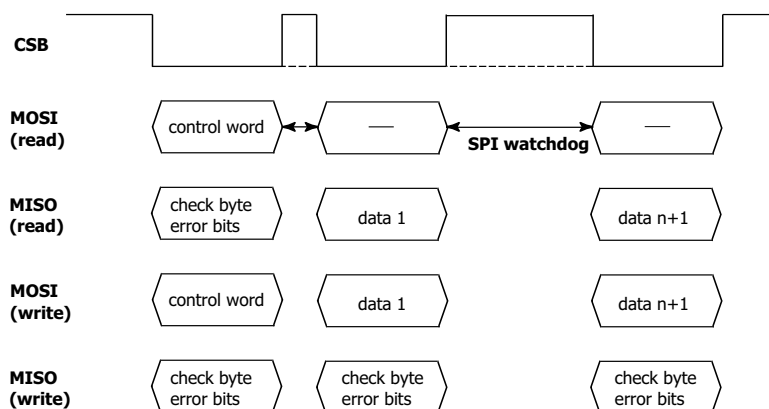 CSB
MOSI
(read)
control word
—
—
SPI watchdog
MISO
(read)
check byte
error bits
data 1
data n+1
MOSI
(write)
control word
data 1
data n+1
MISO
(write)
check byte
error bits
check byte
error bits
check byte
error bits